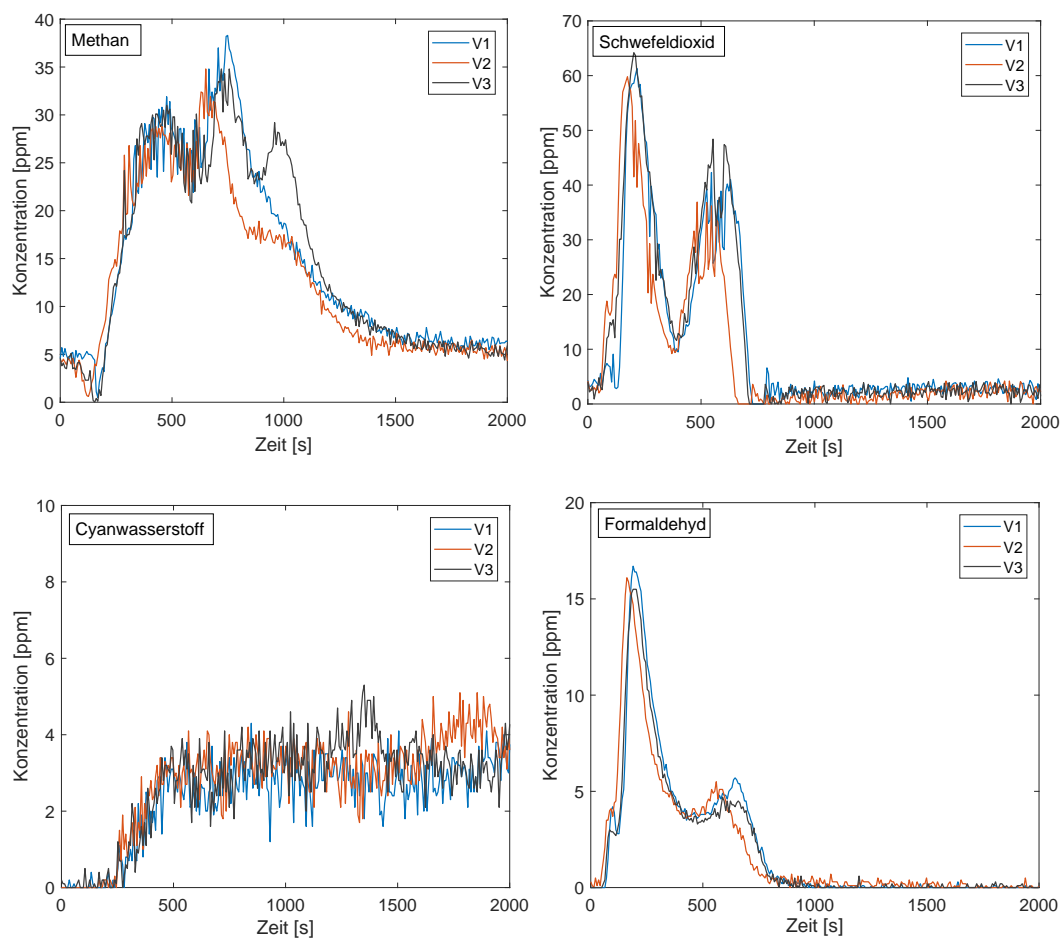 Methan
V1
V2
V3
Konzentration [ppm]
40
35
30
25
20
15
10
5
0
0 500 1000 1500 2000
Zeit [s]
Schwefeldioxid
V1
V2
V3
Konzentration [ppm]
70
60
50
40
30
20
10
0
0 500 1000 1500 2000
Zeit [s]
Cyanwasserstoff
V1
V2
V3
Konzentration [ppm]
10
8
6
4
2
0
0 500 1000 1500 2000
Zeit [s]
Formaldehyd
V1
V2
V3
Konzentration [ppm]
20
15
10
5
0
0 500 1000 1500 2000
Zeit [s]